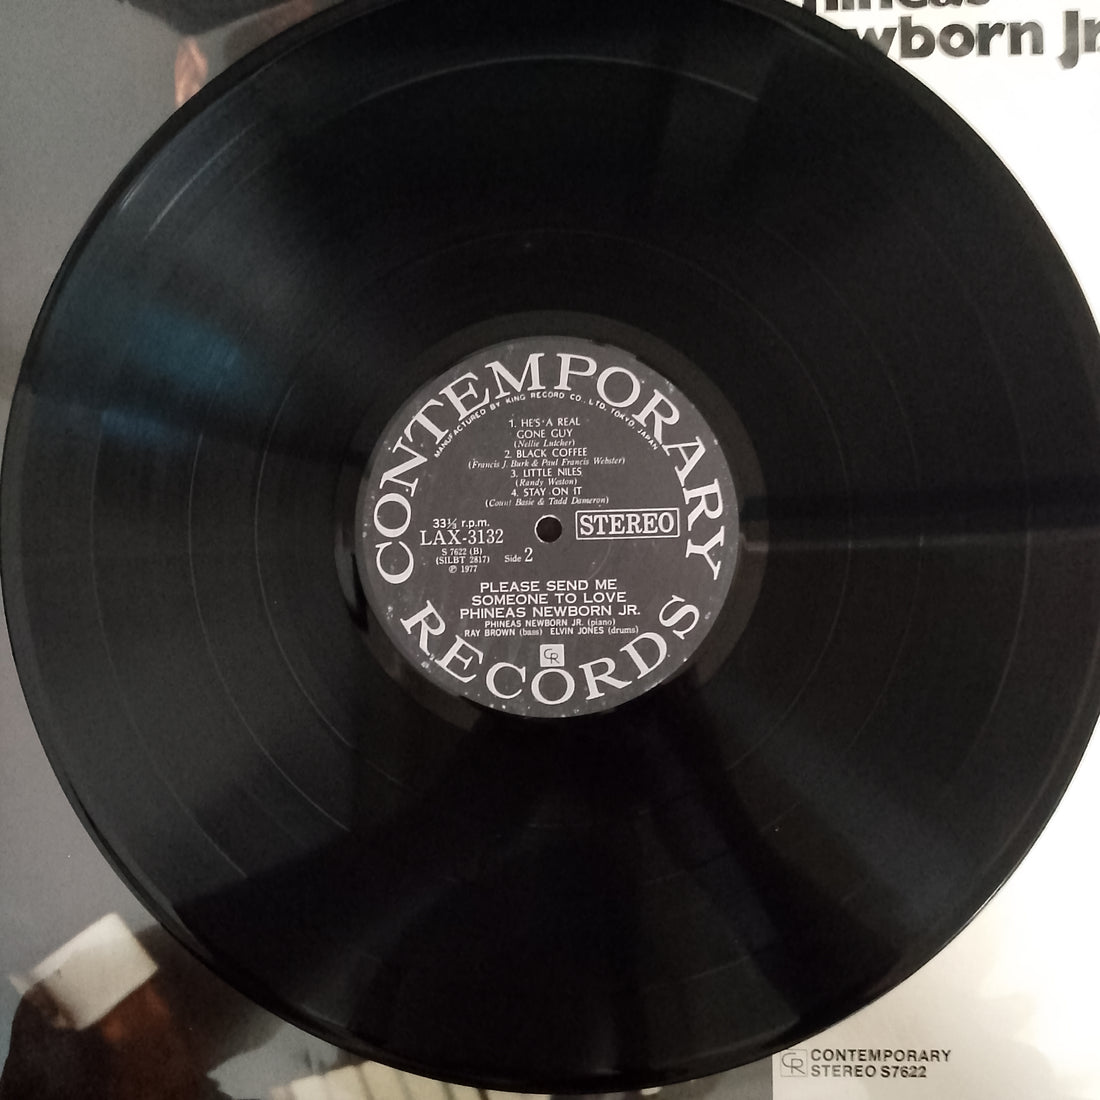 Phineas
Newborn Jr.
CONTEMPORARY
MANUFACTURED BY KING RECORD CO., LTD. TOKYO, JAPAN
1. HE'S A REAL
GONE GUY
(Nellie Lutcher)
2. BLACK COFFEE
(Francis J. Burk & Paul Francis Webster)
3. LITTLE NILES
(Randy Weston)
4. STAY ON IT
(Count Basie & Tadd Dameron)
33⅓ r.p.m.
LAX-3132
STEREO
S 7622 (B)
(SILBT 2817)
Side 2
℗ 1977
PLEASE SEND ME
SOMEONE TO LOVE
PHINEAS NEWBORN JR.
PHINEAS NEWBORN JR. (piano)
RAY BROWN (bass) ELVIN JONES (drums)
CR
RECORDS
CR CONTEMPORARY
STEREO S7622